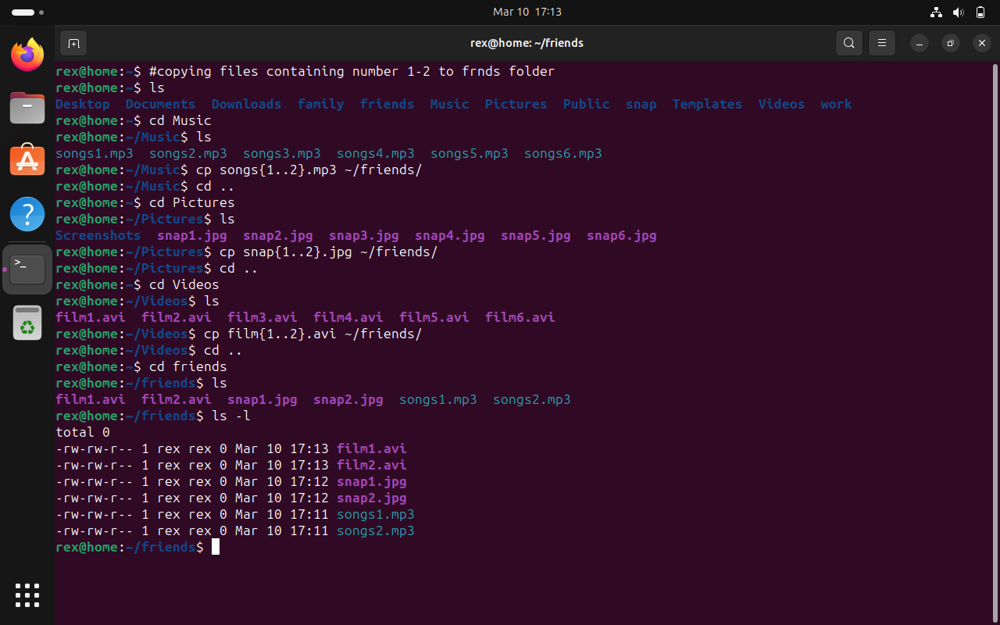 Mar 10 17:13
rex@home: ~/friends
rex@home:~$ #copying files containing number 1-2 to frnds folder
rex@home:~$ ls
Desktop  Documents  Downloads  family  friends  Music  Pictures  Public  snap  Templates  Videos  work
rex@home:~$ cd Music
rex@home:~/Music$ ls
songs1.mp3  songs2.mp3  songs3.mp3  songs4.mp3  songs5.mp3  songs6.mp3
rex@home:~/Music$ cp songs{1..2}.mp3 ~/friends/
rex@home:~/Music$ cd ..
rex@home:~$ cd Pictures
rex@home:~/Pictures$ ls
Screenshots  snap1.jpg  snap2.jpg  snap3.jpg  snap4.jpg  snap5.jpg  snap6.jpg
rex@home:~/Pictures$ cp snap{1..2}.jpg ~/friends/
rex@home:~/Pictures$ cd ..
rex@home:~$ cd Videos
rex@home:~/Videos$ ls
film1.avi  film2.avi  film3.avi  film4.avi  film5.avi  film6.avi
rex@home:~/Videos$ cp film{1..2}.avi ~/friends/
rex@home:~/Videos$ cd ..
rex@home:~$ cd friends
rex@home:~/friends$ ls
film1.avi  film2.avi  snap1.jpg  snap2.jpg  songs1.mp3  songs2.mp3
rex@home:~/friends$ ls -l
total 0
-rw-rw-r-- 1 rex rex 0 Mar 10 17:13 film1.avi
-rw-rw-r-- 1 rex rex 0 Mar 10 17:13 film2.avi
-rw-rw-r-- 1 rex rex 0 Mar 10 17:12 snap1.jpg
-rw-rw-r-- 1 rex rex 0 Mar 10 17:12 snap2.jpg
-rw-rw-r-- 1 rex rex 0 Mar 10 17:11 songs1.mp3
-rw-rw-r-- 1 rex rex 0 Mar 10 17:11 songs2.mp3
rex@home:~/friends$